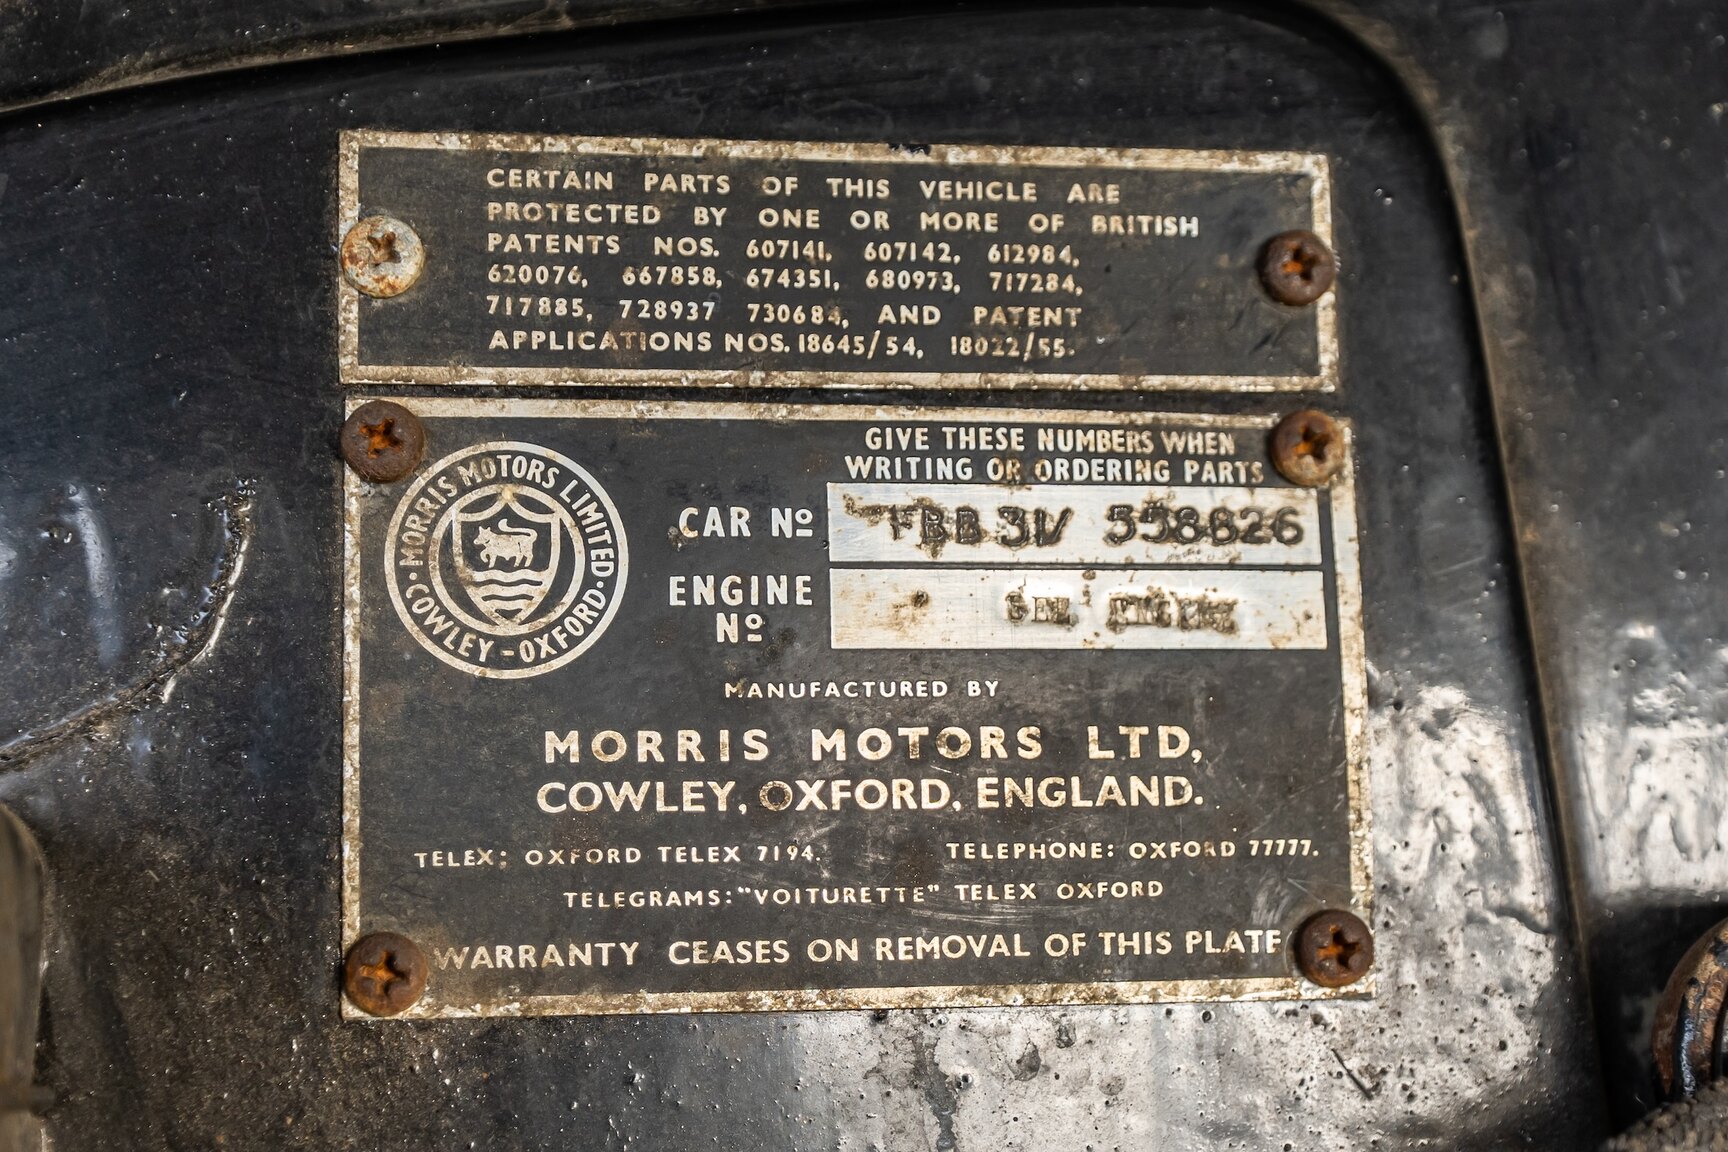 CERTAIN PARTS OF THIS VEHICLE ARE
PROTECTED BY ONE OR MORE OF BRITISH
PATENTS NOS. 607141, 607142, 612984,
620076, 667858, 674351, 680973, 717284,
717885, 728937 730684, AND PATENT
APPLICATIONS NOS. 18645/54, 18022/55.
MORRIS MOTORS LIMITED
· COWLEY - OXFORD ·
GIVE THESE NUMBERS WHEN
WRITING OR ORDERING PARTS
CAR Nº
ENGINE
Nº
MANUFACTURED BY
MORRIS MOTORS LTD,
COWLEY, OXFORD, ENGLAND.
TELEX: OXFORD TELEX 7194. TELEPHONE: OXFORD 77777.
TELEGRAMS: "VOITURETTE" TELEX OXFORD
WARRANTY CEASES ON REMOVAL OF THIS PLATE